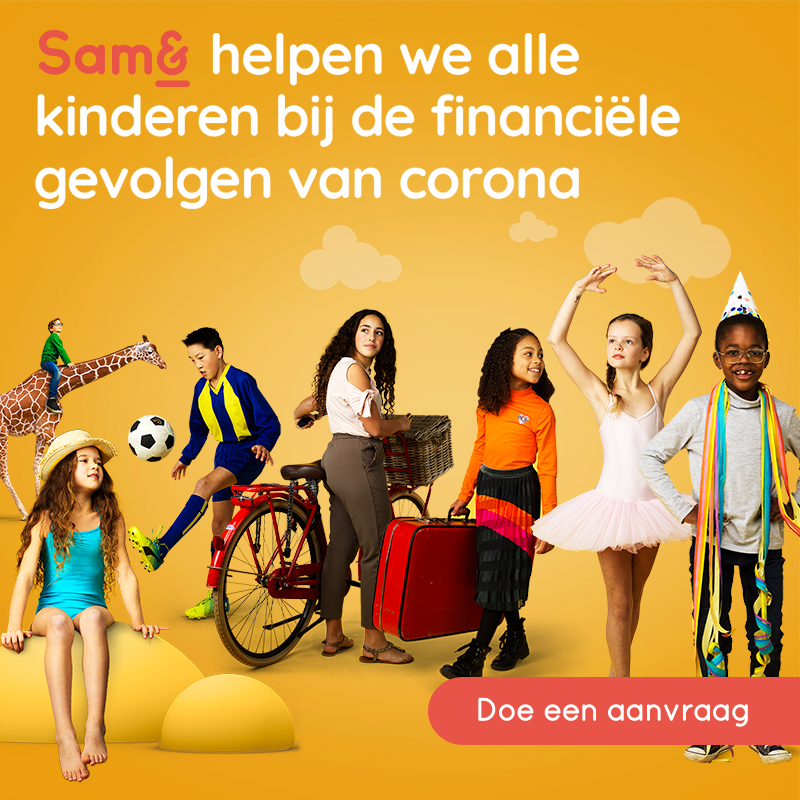 Sam& helpen we alle
kinderen bij de financiële
gevolgen van corona
Doe een aanvraag